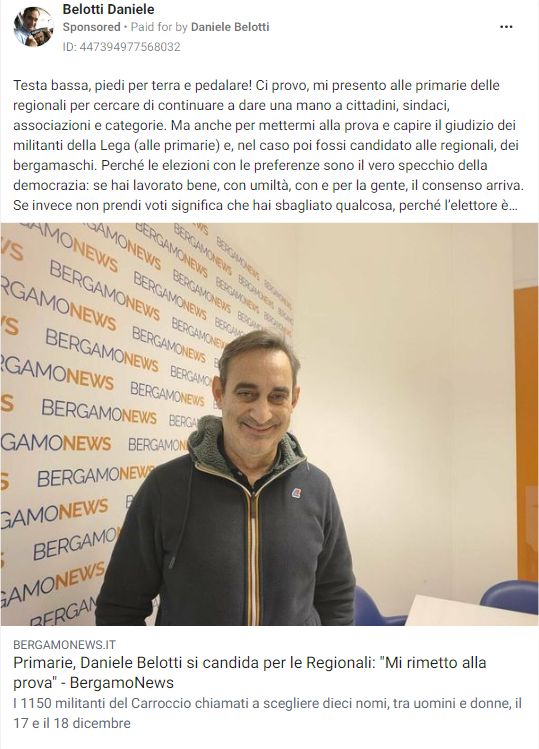 Belotti Daniele
Sponsored • Paid for by Daniele Belotti
ID: 447394977568032
Testa bassa, piedi per terra e pedalare! Ci provo, mi presento alle primarie delle
regionali per cercare di continuare a dare una mano a cittadini, sindaci,
associazioni e categorie. Ma anche per mettermi alla prova e capire il giudizio dei
militanti della Lega (alle primarie) e, nel caso poi fossi candidato alle regionali, dei
bergamaschi. Perché le elezioni con le preferenze sono il vero specchio della
democrazia: se hai lavorato bene, con umiltà, con e per la gente, il consenso arriva.
Se invece non prendi voti significa che hai sbagliato qualcosa, perché l’elettore è…
BERGAMONEWS
BERGAMONEWS
BERGAMONEWS
BERGAMONEWS
BERGAMONEWS
BERGAMONEWS
BERGAMONEWS
BERGAMONEWS
BERGAMONEWS.IT
Primarie, Daniele Belotti si candida per le Regionali: "Mi rimetto alla
prova" - BergamoNews
I 1150 militanti del Carroccio chiamati a scegliere dieci nomi, tra uomini e donne, il
17 e il 18 dicembre